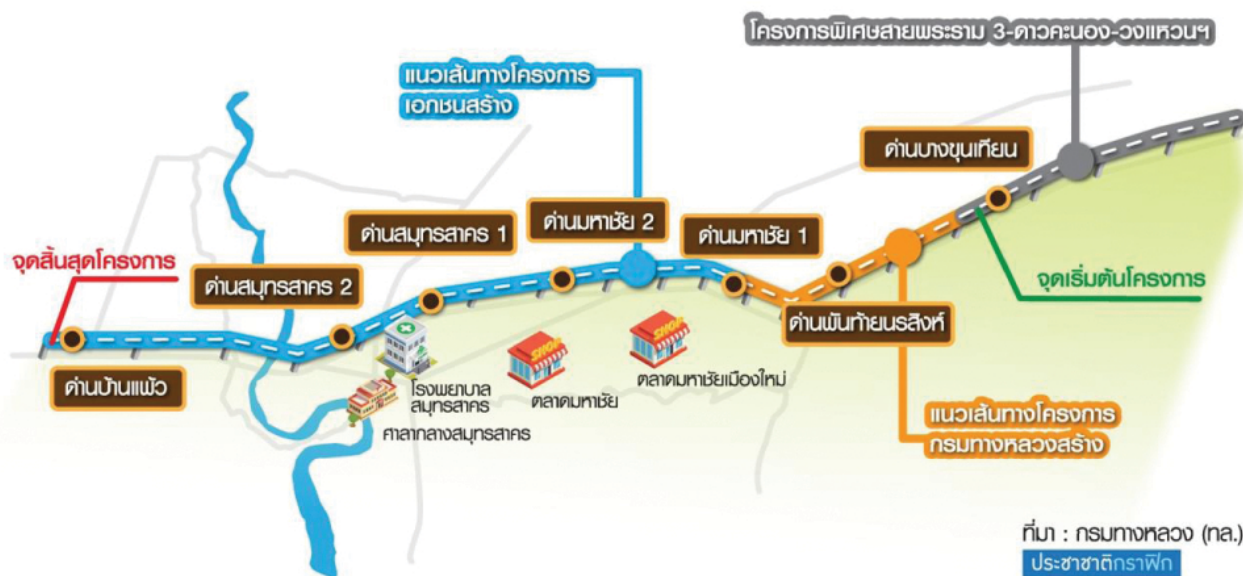 โครงการพิเศษสายพระราม 3-ดาวคะนอง-วงแหวนฯ
แนวเส้นทางโครงการ
เอกชนสร้าง
ด่านบางขุนเทียน
ด่านสมุทรสาคร 1
ด่านมหาชัย 2
ด่านมหาชัย 1
จุดสิ้นสุดโครงการ
ด่านสมุทรสาคร 2
จุดเริ่มต้นโครงการ
ด่านพันท้ายนรสิงห์
ด่านบ้านแพ้ว
โรงพยาบาล
สมุทรสาคร
SHOP
ตลาดมหาชัย
SHOP
ตลาดมหาชัยเมืองใหม่
ศาลากลางสมุทรสาคร
แนวเส้นทางโครงการ
กรมทางหลวงสร้าง
ที่มา : กรมทางหลวง (ทล.)
ประชาชาติกราฟิก